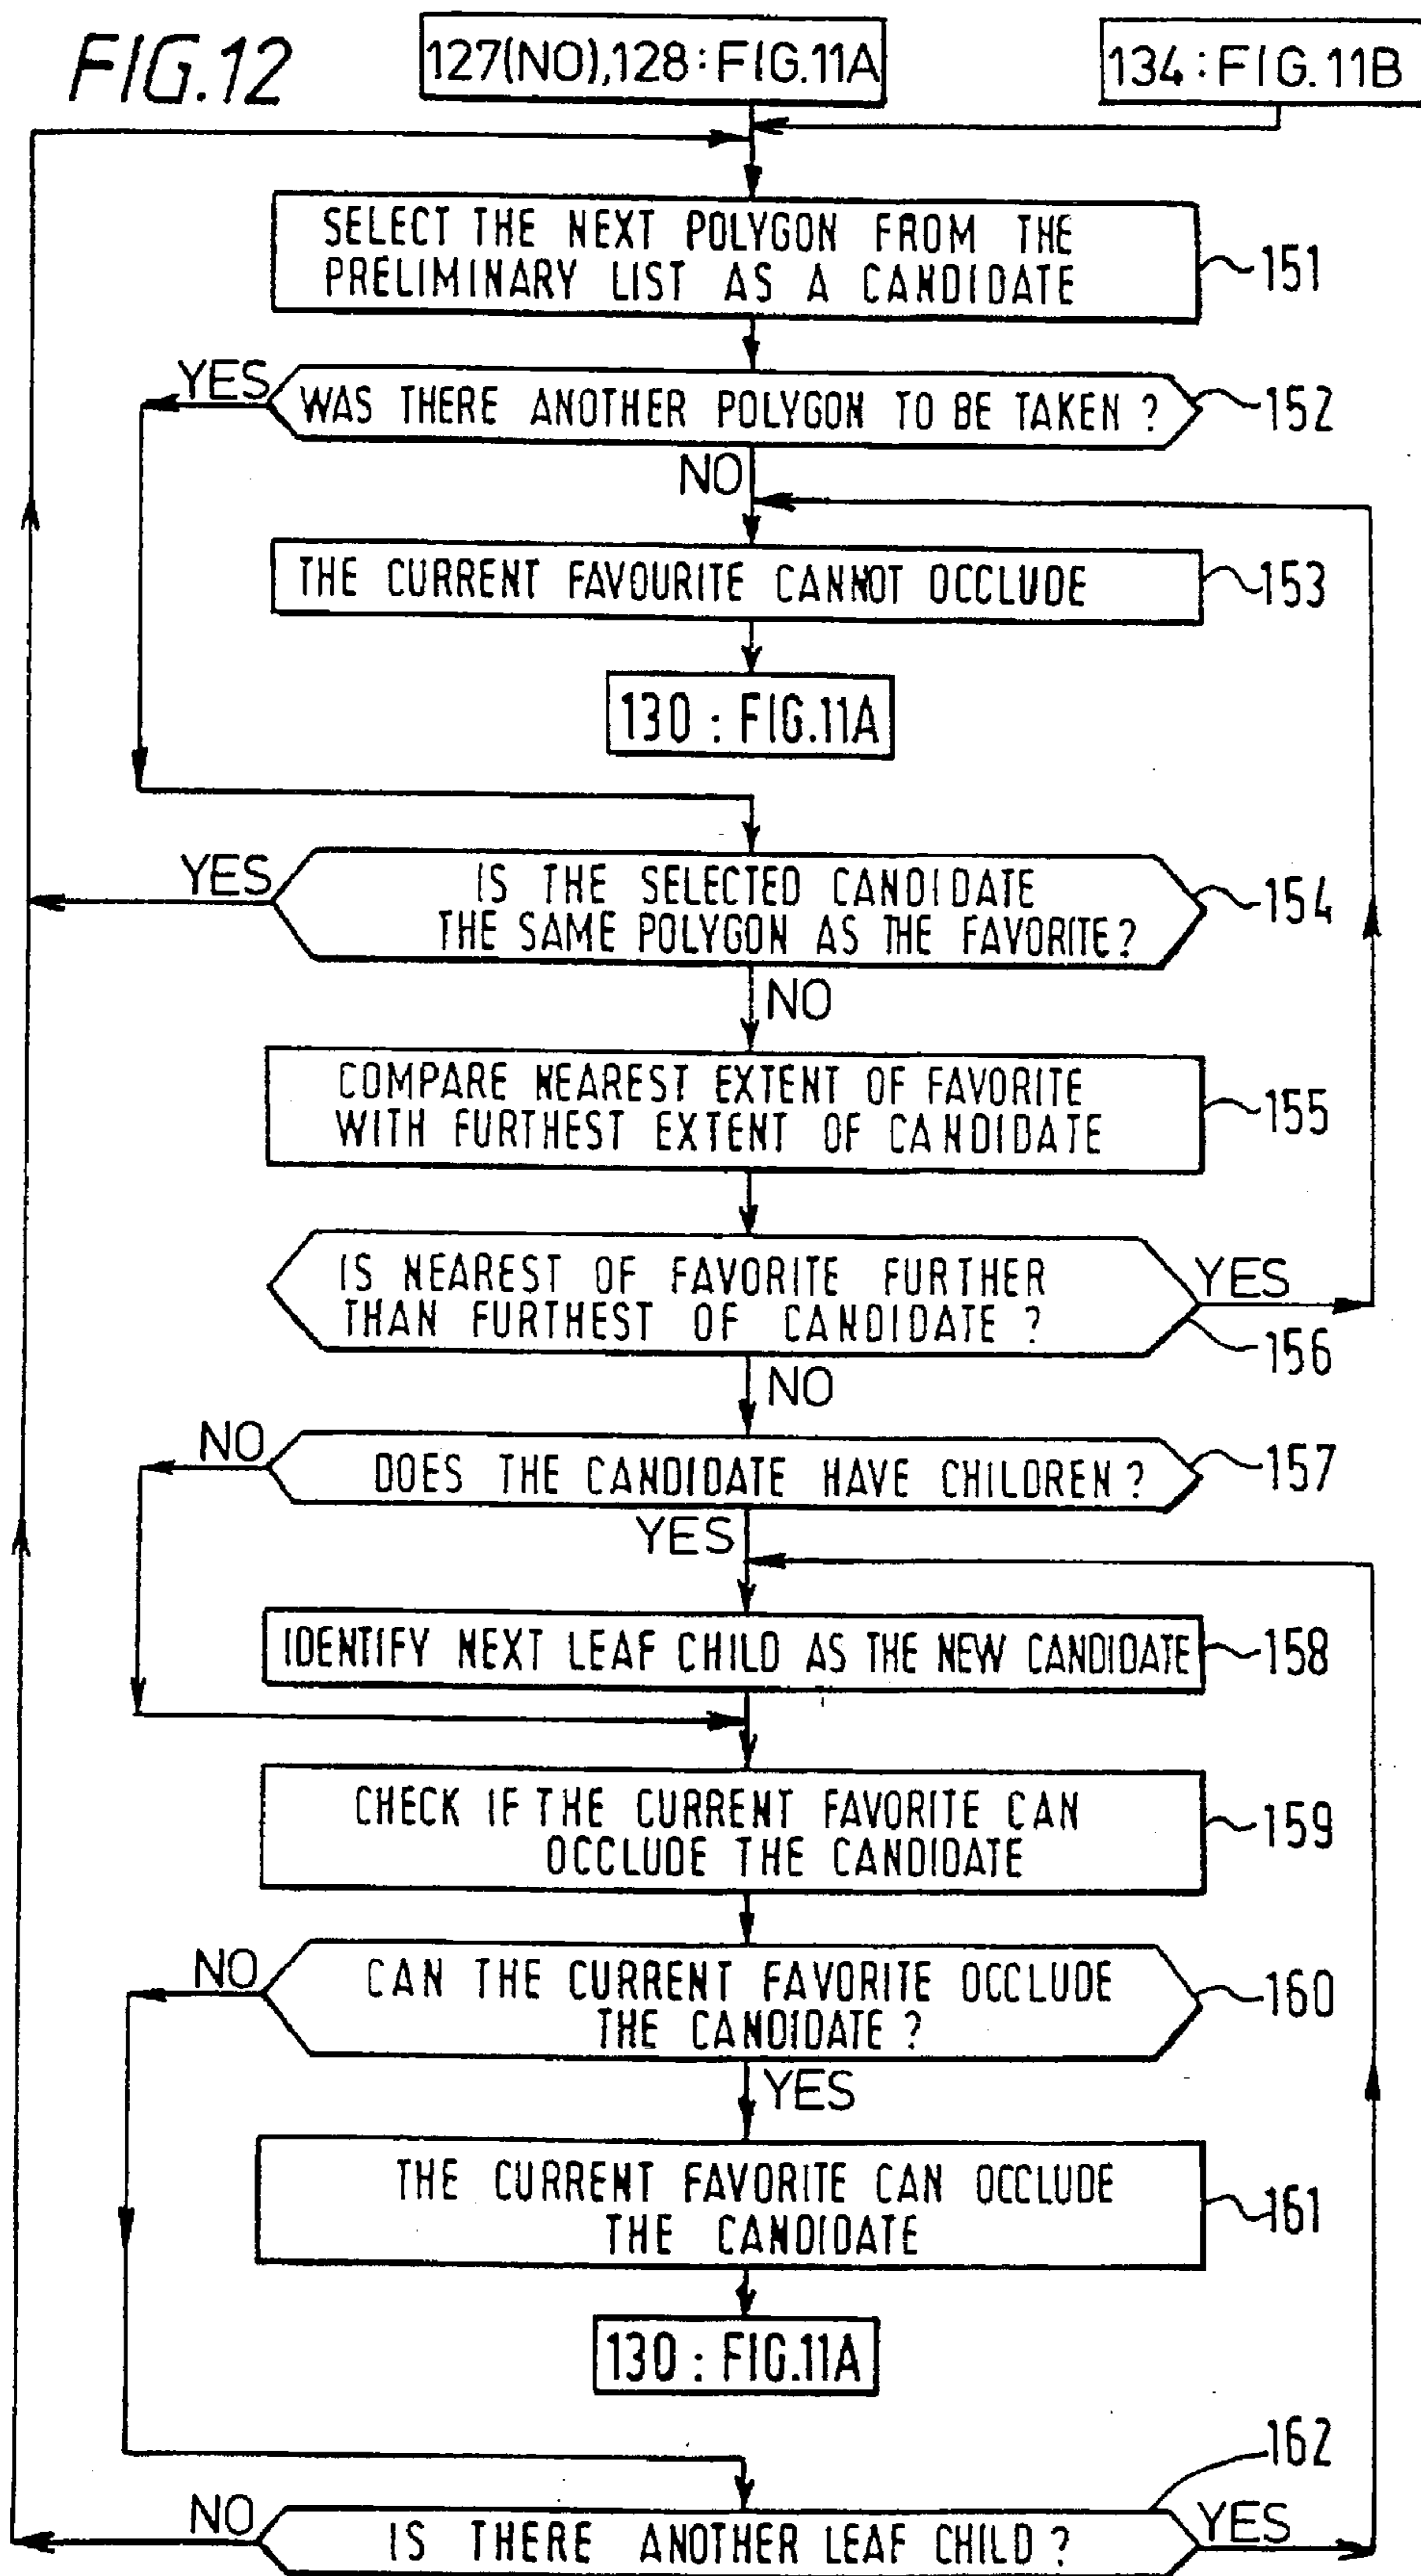 FIG.12
127(NO),128:FIG.11A
134:FIG.11B
SELECT THE NEXT POLYGON FROM THE
PRELIMINARY LIST AS A CANDIDATE
151
YES
WAS THERE ANOTHER POLYGON TO BE TAKEN ?
152
NO
THE CURRENT FAVOURITE CANNOT OCCLUDE
153
130 : FIG.11A
YES
IS THE SELECTED CANDIDATE
THE SAME POLYGON AS THE FAVORITE?
154
NO
COMPARE NEAREST EXTENT OF FAVORITE
WITH FURTHEST EXTENT OF CANDIDATE
155
IS NEAREST OF FAVORITE FURTHER
THAN FURTHEST OF CANDIDATE ?
YES
156
NO
NO
DOES THE CANDIDATE HAVE CHILDREN ?
157
YES
IDENTIFY NEXT LEAF CHILD AS THE NEW CANDIDATE
158
CHECK IF THE CURRENT FAVORITE CAN
OCCLUDE THE CANDIDATE
159
NO
CAN THE CURRENT FAVORITE OCCLUDE
THE CANDIDATE ?
160
YES
THE CURRENT FAVORITE CAN OCCLUDE
THE CANDIDATE
161
130 : FIG.11A
162
NO
IS THERE ANOTHER LEAF CHILD ?
YES